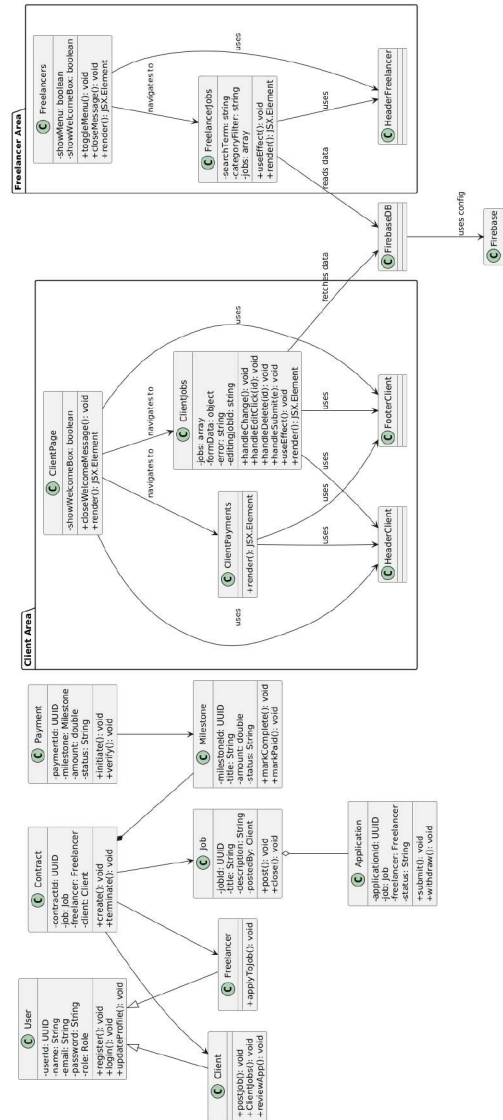 User
-userId: UUID
-name: String
-email: String
-password: String
-role: Role
+register(): void
+login(): void
+updateProfile(): void
Contract
-contractId: UUID
-job: Job
-freelancer: Freelancer
-client: Client
+create(): void
+terminate(): void
Payment
-paymentId: UUID
-milestone: Milestone
-amount: double
-status: String
+initiate(): void
+verify(): void
Client
+postJob(): void
ClientJobs(): void
+reviewApp(): void
Freelancer
+applyToJob(): void
Job
-jobId: UUID
-title: String
-description: String
-postedBy: Client
+post(): void
+close(): void
Milestone
-milestoneId: UUID
-title: String
-amount: double
-status: String
+markComplete(): void
+markPaid(): void
Application
-applicationId: UUID
-job: Job
-freelancer: Freelancer
-status: String
+submit(): void
+withdraw(): void
Client Area
ClientPage
-showWelcomeBox: boolean
+closeWelcomeMessage(): void
+render(): JSX.Element
navigates to
navigates to
uses
uses
ClientPayments
+render(): JSX.Element
ClientJobs
-jobs: array
-formData: object
-error: string
-editingJobId: string
+handleChange(): void
+handleEditClick(id): void
+handleDelete(id): void
+handleSubmit(e): void
+useEffect(): void
+render(): JSX.Element
uses
uses
uses
uses
HeaderClient
FooterClient
fetches data
Freelancer Area
Freelancers
-showMenu: boolean
-showWelcomeBox: boolean
+toggleMenu(): void
+closeMessage(): void
+render(): JSX.Element
navigates to
uses
FreelancerJobs
-searchTerm: string
-categoryFilter: string
-jobs: array
+useEffect(): void
+render(): JSX.Element
reads data
uses
HeaderFreelancer
FirebaseDB
uses config
Firebase